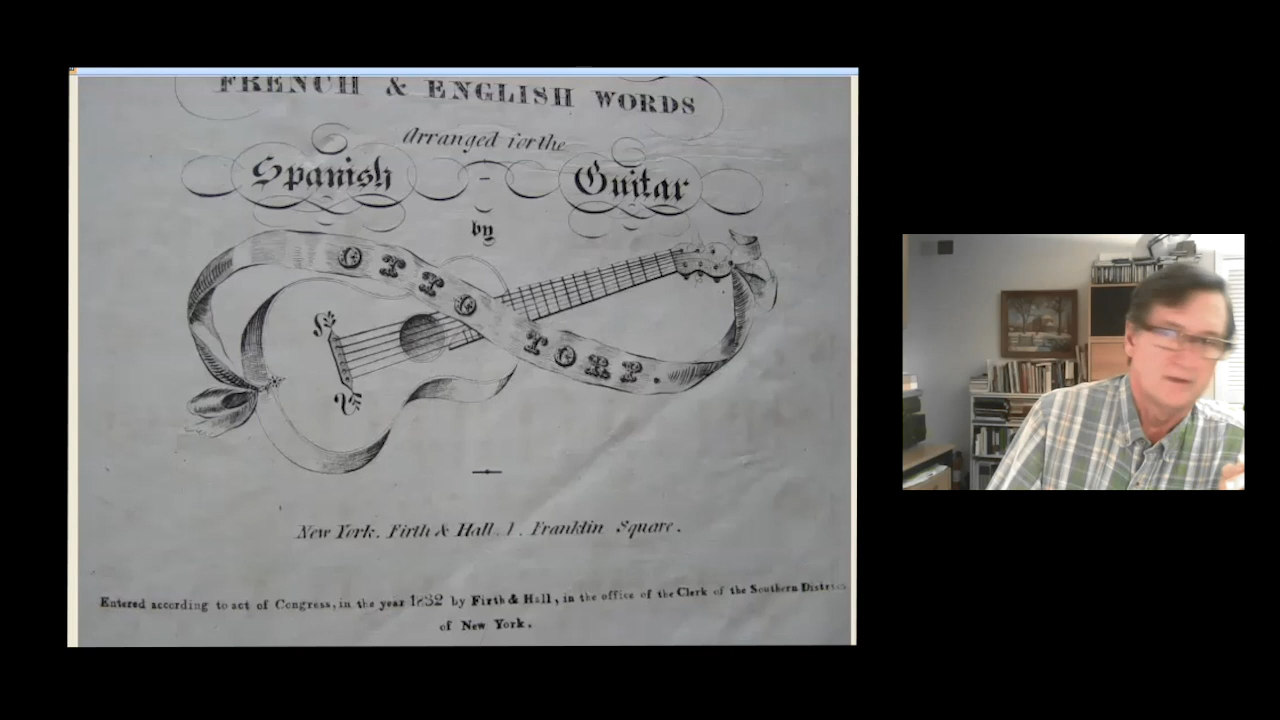 FRENCH & ENGLISH WORDS
Arranged for the
Spanish Guitar
by
OTTO TORP.
New York. Firth & Hall. 1. Franklin Square.
Entered according to act of Congress, in the year 1832 by Firth & Hall, in the office of the Clerk of the Southern District
of New York.